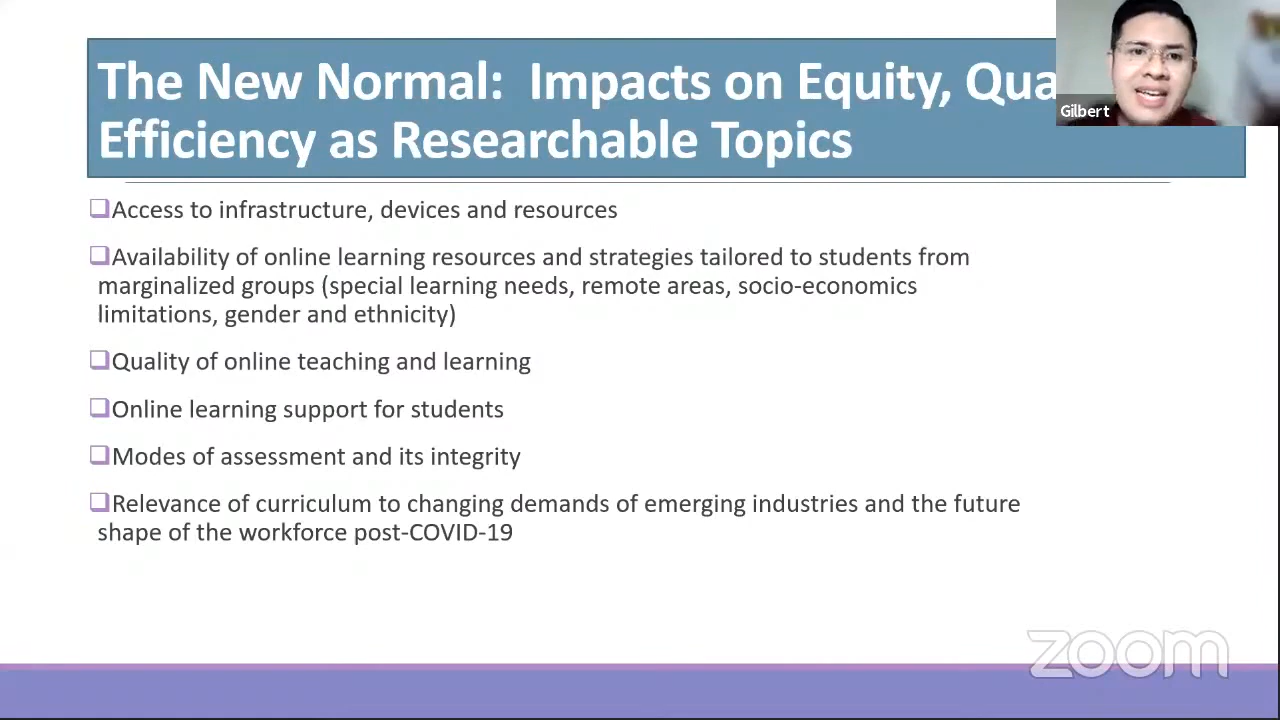 The New Normal:  Impacts on Equity,
Efficiency as Researchable Topics
Gilbert
❑Access to infrastructure, devices and resources
❑Availability of online learning resources and strategies tailored to students from
marginalized groups (special learning needs, remote areas, socio-economics
limitations, gender and ethnicity)
❑Quality of online teaching and learning
❑Online learning support for students
❑Modes of assessment and its integrity
❑Relevance of curriculum to changing demands of emerging industries and the future
shape of the workforce post-COVID-19
zoom